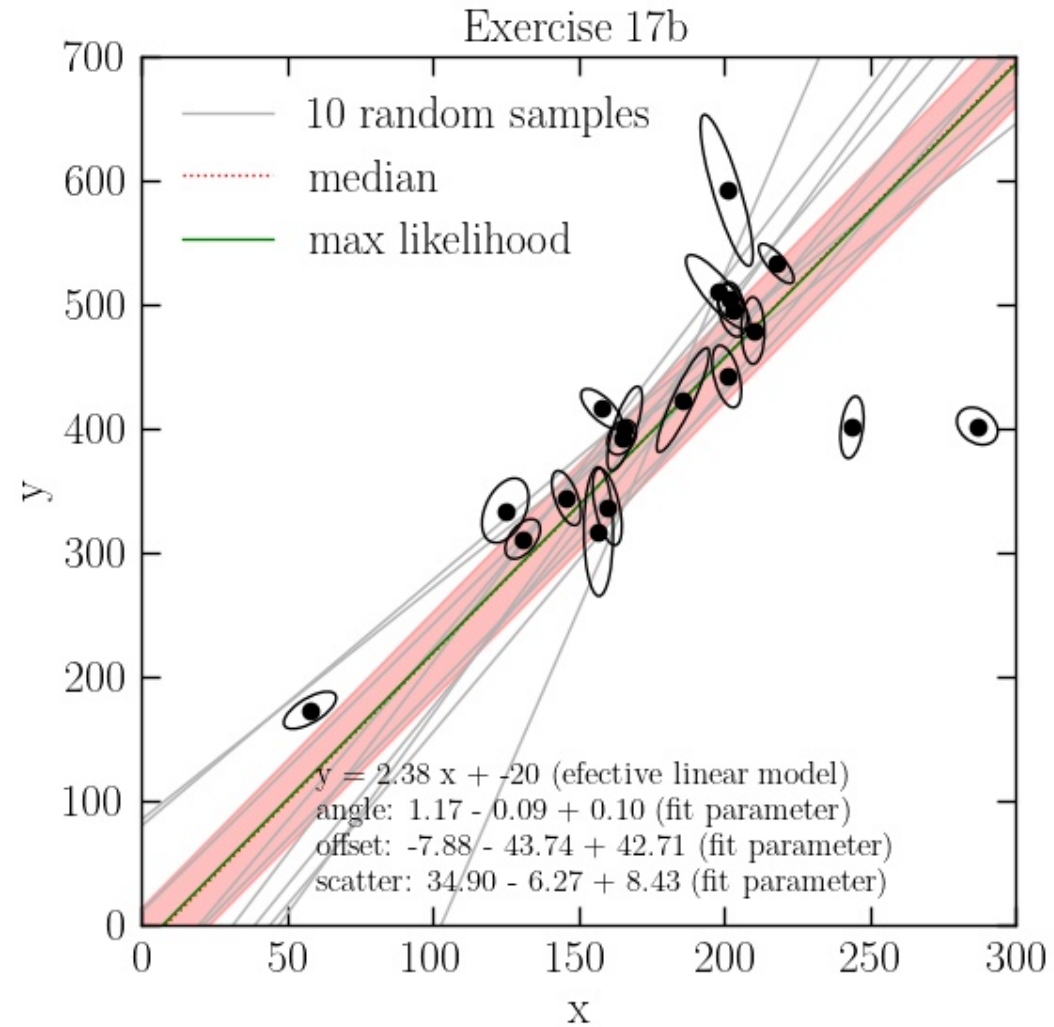 Exercise 17b
700
600
500
400
300
200
100
0
y
10 random samples
median
max likelihood
y = 2.38 x + -20 (efective linear model)
angle: 1.17 - 0.09 + 0.10 (fit parameter)
offset: -7.88 - 43.74 + 42.71 (fit parameter)
scatter: 34.90 - 6.27 + 8.43 (fit parameter)
0 50 100 150 200 250 300
x